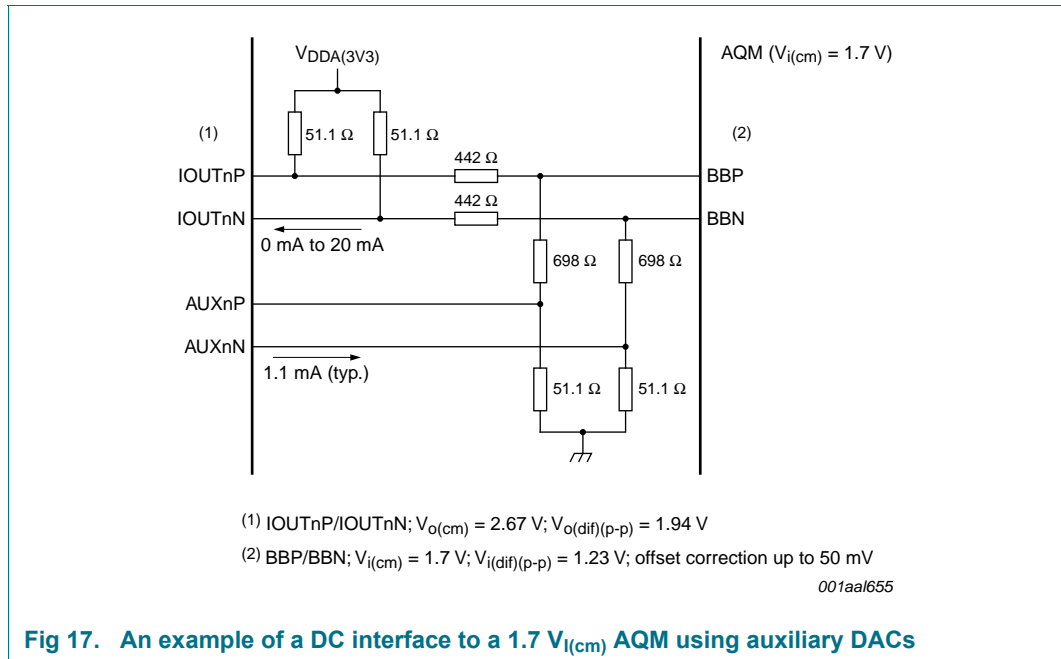 VDDA(3V3)
AQM (Vi(cm) = 1.7 V)
51.1 Ω
51.1 Ω
(1)
(2)
442 Ω
IOUTnP
BBP
442 Ω
IOUTnN
BBN
0 mA to 20 mA
698 Ω
698 Ω
AUXnP
AUXnN
1.1 mA (typ.)
51.1 Ω
51.1 Ω
(1) IOUTnP/IOUTnN; Vo(cm) = 2.67 V; Vo(dif)(p-p) = 1.94 V
(2) BBP/BBN; Vi(cm) = 1.7 V; Vi(dif)(p-p) = 1.23 V; offset correction up to 50 mV
001aal655
Fig 17. An example of a DC interface to a 1.7 VI(cm) AQM using auxiliary DACs